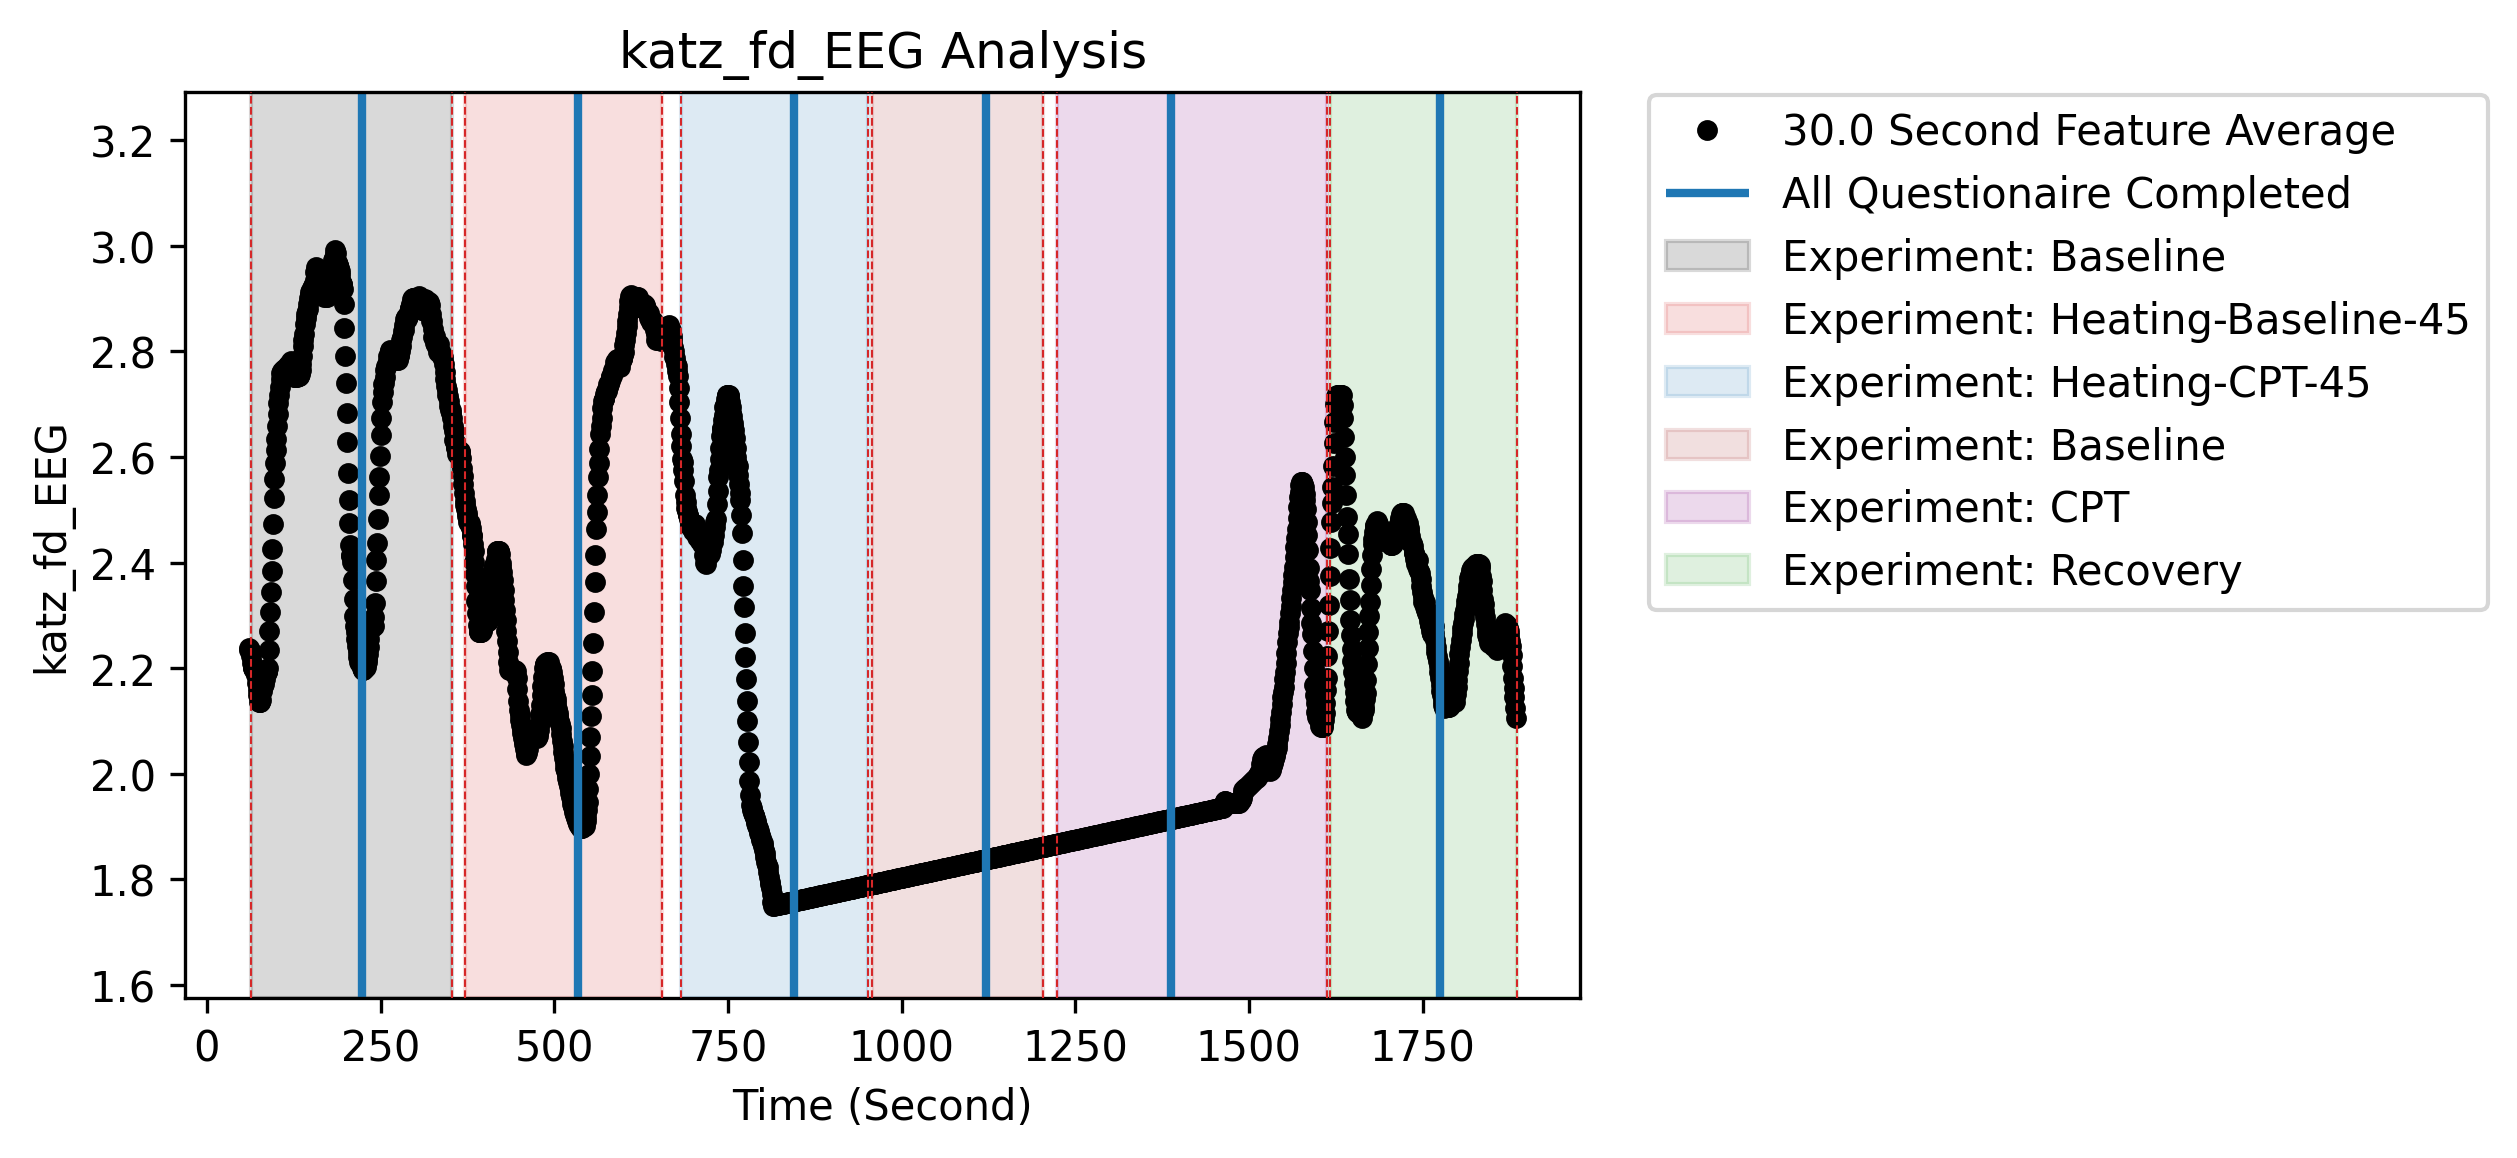 katz_fd_EEG Analysis
katz_fd_EEG
3.2
3.0
2.8
2.6
2.4
2.2
2.0
1.8
1.6
0 250 500 750 1000 1250 1500 1750
Time (Second)
30.0 Second Feature Average
All Questionaire Completed
Experiment: Baseline
Experiment: Heating-Baseline-45
Experiment: Heating-CPT-45
Experiment: Baseline
Experiment: CPT
Experiment: Recovery